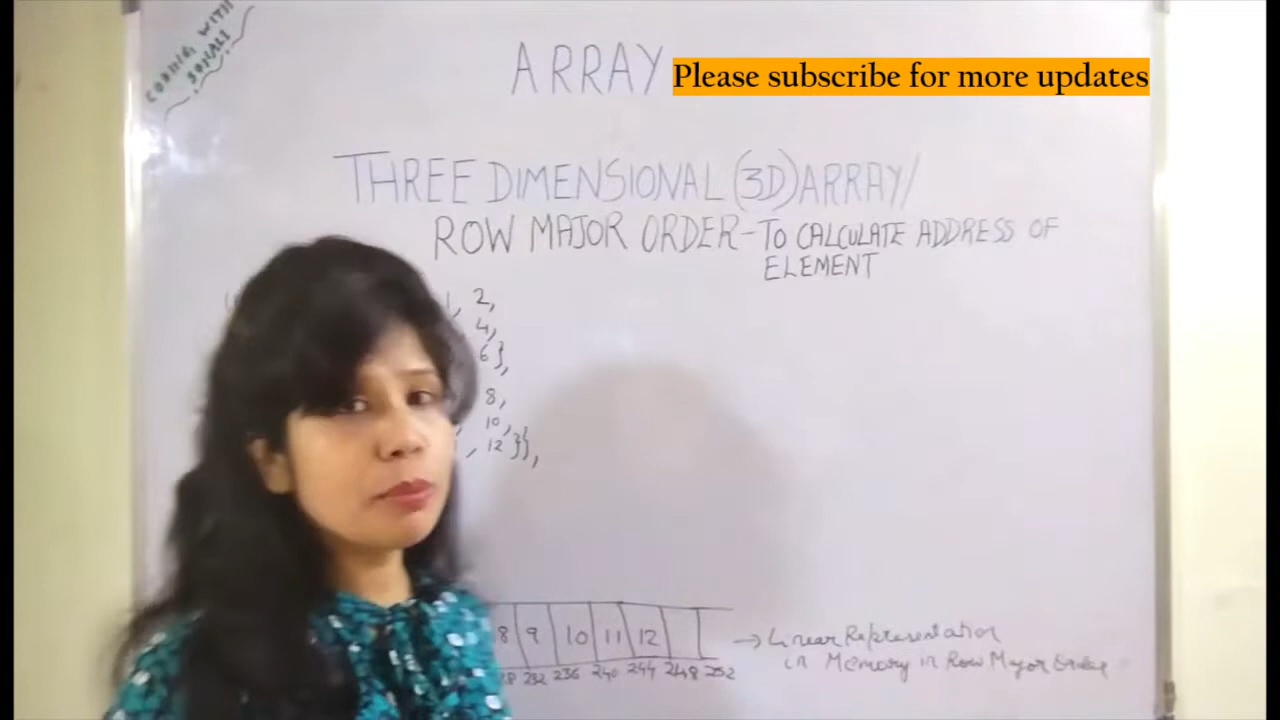 CODING WITH
SONALI
ARRAY
Please subscribe for more updates
THREE DIMENSIONAL (3D) ARRAY/
ROW MAJOR ORDER - TO CALCULATE ADDRESS OF
ELEMENT
1, 2,
4,
6},
8,
10,
, 12}},
8 9 10 11 12
232 236 240 244 248 252
→ Linear Representation
in Memory in Row Major Order